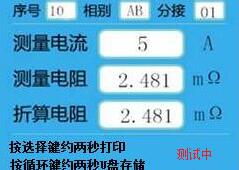 序号 10 相别 AB 分接 01
测量电流 5 A
测量电阻 2.481 mΩ
折算电阻 2.481 mΩ
按选择键约两秒打印
按循环键约两秒U盘存储
测试中